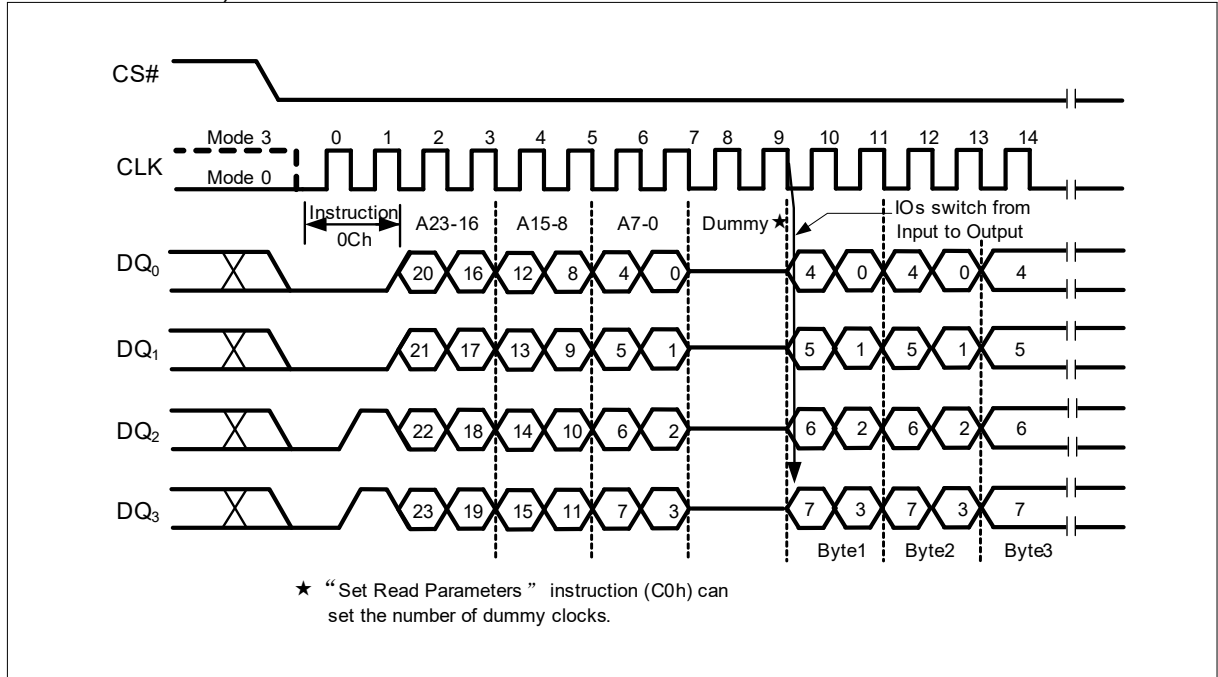 CS#
Mode 3 0 1 2 3 4 5 6 7 8 9 10 11 12 13 14
CLK
Mode 0
Instruction A23-16 A15-8 A7-0 Dummy★ IOs switch from
0Ch Input to Output
DQ0 20 16 12 8 4 0 4 0 4 0 4
DQ1 21 17 13 9 5 1 5 1 5 1 5
DQ2 22 18 14 10 6 2 6 2 6 2 6
DQ3 23 19 15 11 7 3 7 3 7 3 7
Byte1 Byte2 Byte3
★ “Set Read Parameters ” instruction (C0h) can
set the number of dummy clocks.